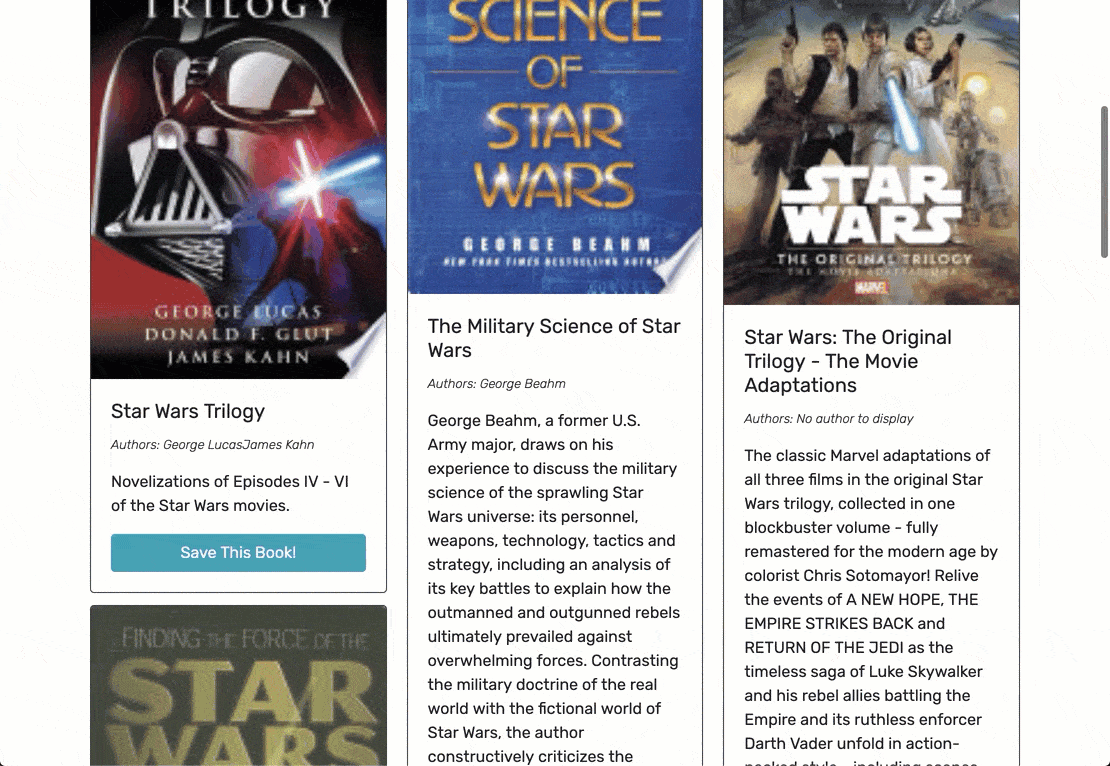 TRILOGY
GEORGE LUCAS
DONALD F. GLUT
JAMES KAHN
Star Wars Trilogy
Authors: George LucasJames Kahn
Novelizations of Episodes IV - VI
of the Star Wars movies.
Save This Book!
FINDING THE FORCE OF THE
STAR
WARS
SCIENCE
OF
STAR
WARS
GEORGE BEAHM
NEW YORK TIMES BESTSELLING AUTHOR
The Military Science of Star
Wars
Authors: George Beahm
George Beahm, a former U.S.
Army major, draws on his
experience to discuss the military
science of the sprawling Star
Wars universe: its personnel,
weapons, technology, tactics and
strategy, including an analysis of
its key battles to explain how the
outmanned and outgunned rebels
ultimately prevailed against
overwhelming forces. Contrasting
the military doctrine of the real
world with the fictional world of
Star Wars, the author
constructively criticizes the
STAR
WARS
THE ORIGINAL TRILOGY
THE MOVIE ADAPTATIONS
MARVEL
Star Wars: The Original
Trilogy - The Movie
Adaptations
Authors: No author to display
The classic Marvel adaptations of
all three films in the original Star
Wars trilogy, collected in one
blockbuster volume - fully
remastered for the modern age by
colorist Chris Sotomayor! Relive
the events of A NEW HOPE, THE
EMPIRE STRIKES BACK and
RETURN OF THE JEDI as the
timeless saga of Luke Skywalker
and his rebel allies battling the
Empire and its ruthless enforcer
Darth Vader unfold in action-